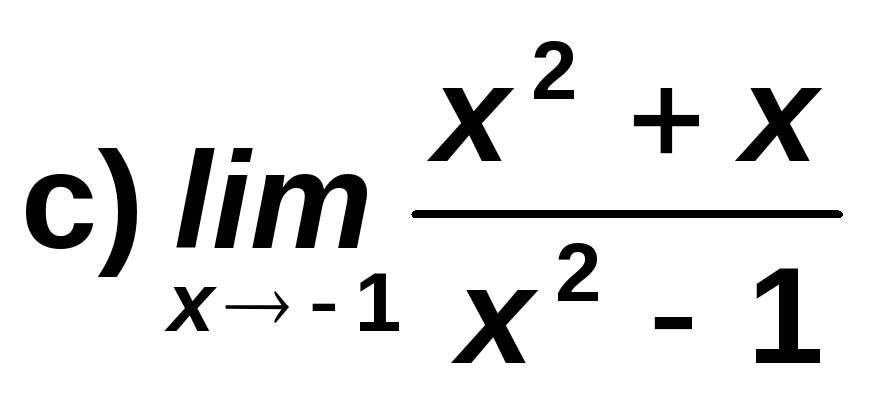 c) lim x² + x
x→ - 1 x² - 1